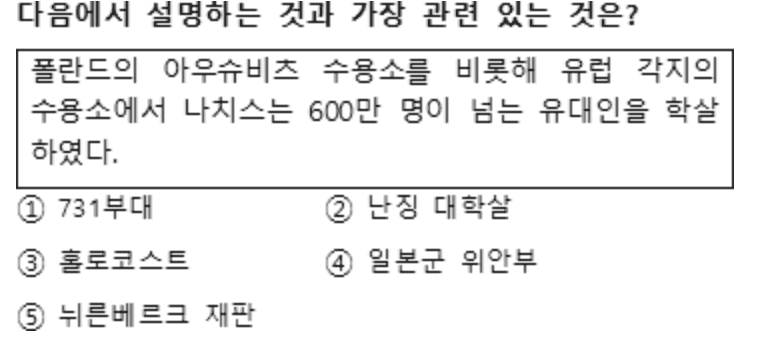 다음에서 설명하는 것과 가장 관련 있는 것은?
폴란드의 아우슈비츠 수용소를 비롯해 유럽 각지의
수용소에서 나치스는 600만 명이 넘는 유대인을 학살
하였다.
① 731부대 ② 난징 대학살
③ 홀로코스트 ④ 일본군 위안부
⑤ 뉘른베르크 재판